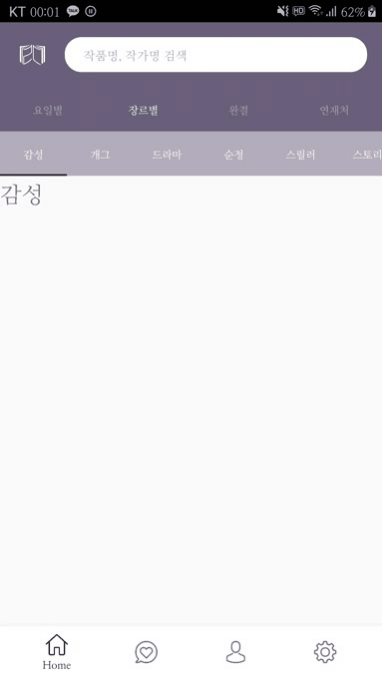 KT 00:01 62%
작품명, 작가명 검색
요일별 장르별 완결 연재처
감성 개그 드라마 순정 스릴러 스토리
감성
Home